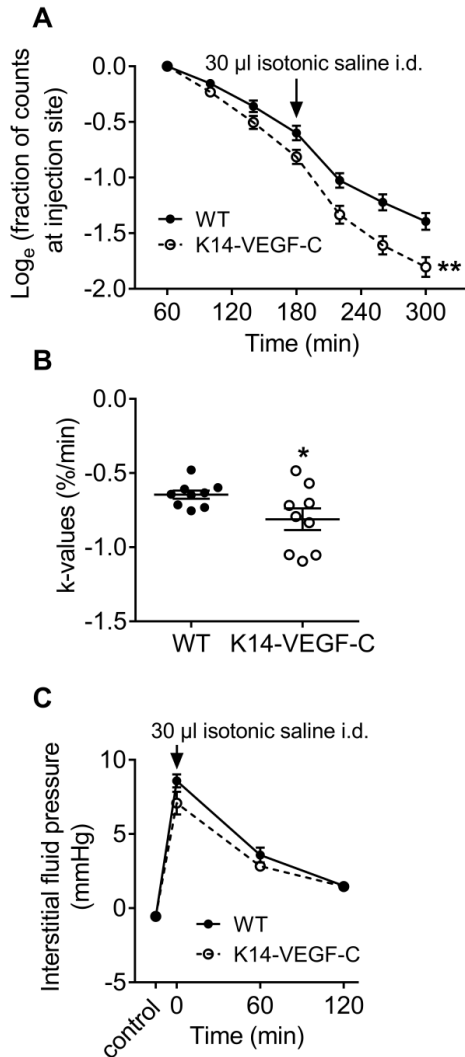 A
30 µl isotonic saline i.d.
Logₑ (fraction of counts
at injection site)
0.0
-0.5
-1.0
-1.5
-2.0
WT
K14-VEGF-C
**
60 120 180 240 300
Time (min)
B
k-values (%/min)
0.0
-0.5
-1.0
-1.5
*
WT K14-VEGF-C
C
30 µl isotonic saline i.d.
Interstitial fluid pressure
(mmHg)
10
5
0
-5
WT
K14-VEGF-C
control 0 60 120
Time (min)